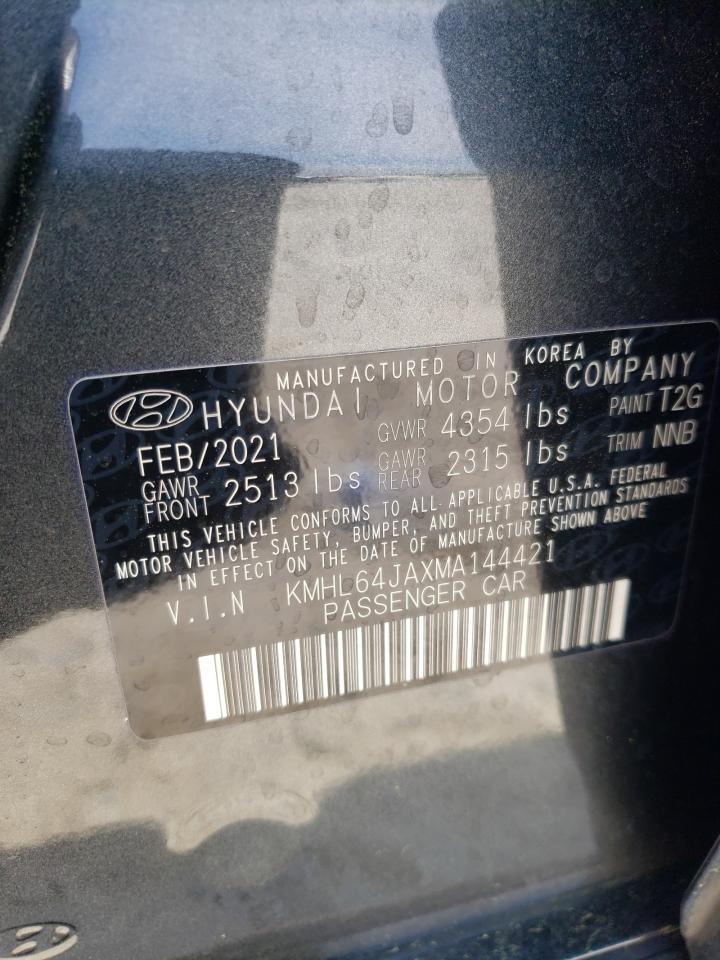 MANUFACTURED IN KOREA BY
HYUNDAI MOTOR COMPANY
FEB/2021 GVWR 4354 lbs PAINT T2G
GAWR FRONT 2513 lbs GAWR REAR 2315 lbs TRIM NNB
THIS VEHICLE CONFORMS TO ALL APPLICABLE U.S.A. FEDERAL
MOTOR VEHICLE SAFETY, BUMPER, AND THEFT PREVENTION STANDARDS
IN EFFECT ON THE DATE OF MANUFACTURE SHOWN ABOVE
V.I.N KMHL64JAXMA144421
PASSENGER CAR